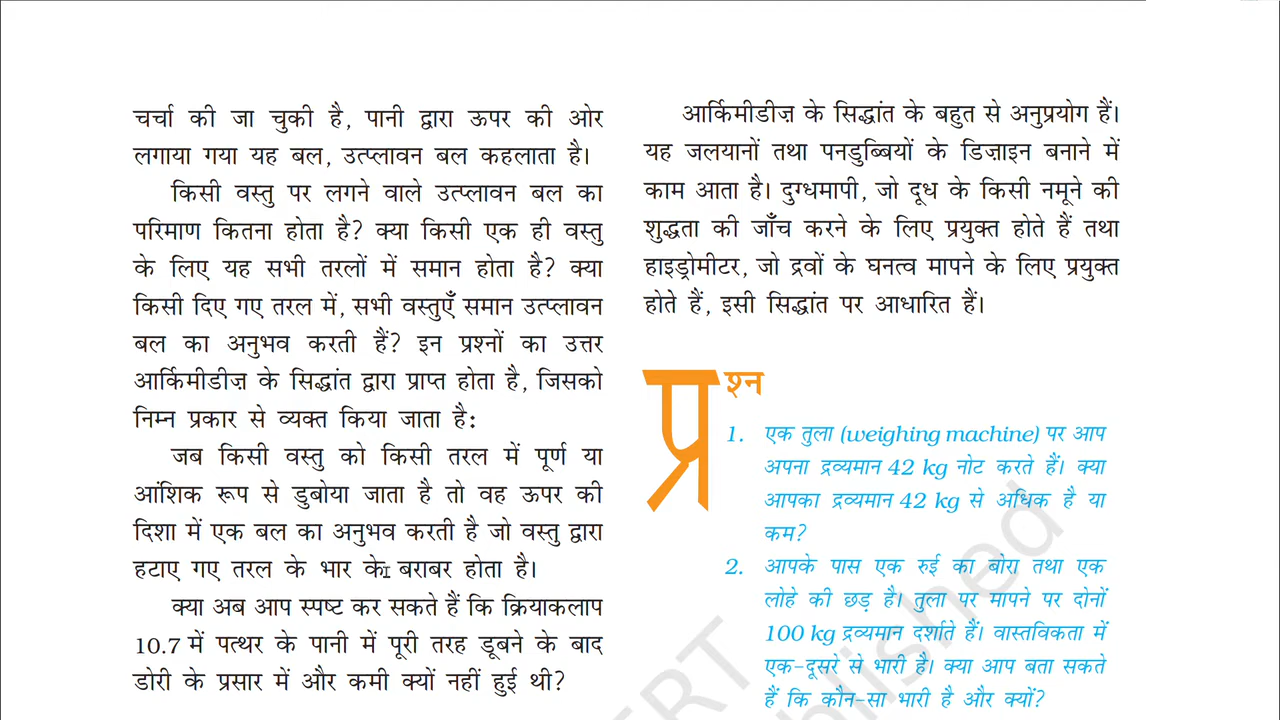 चर्चा की जा चुकी है, पानी द्वारा ऊपर की ओर
लगाया गया यह बल, उत्प्लावन बल कहलाता है।
किसी वस्तु पर लगने वाले उत्प्लावन बल का
परिमाण कितना होता है? क्या किसी एक ही वस्तु
के लिए यह सभी तरलों में समान होता है? क्या
किसी दिए गए तरल में, सभी वस्तुएँ समान उत्प्लावन
बल का अनुभव करती हैं? इन प्रश्नों का उत्तर
आर्किमीडीज़ के सिद्धांत द्वारा प्राप्त होता है, जिसको
निम्न प्रकार से व्यक्त किया जाता है:
जब किसी वस्तु को किसी तरल में पूर्ण या
आंशिक रूप से डुबोया जाता है तो वह ऊपर की
दिशा में एक बल का अनुभव करती है जो वस्तु द्वारा
हटाए गए तरल के भार के बराबर होता है।
क्या अब आप स्पष्ट कर सकते हैं कि क्रियाकलाप
10.7 में पत्थर के पानी में पूरी तरह डूबने के बाद
डोरी के प्रसार में और कमी क्यों नहीं हुई थी?
आर्किमीडीज़ के सिद्धांत के बहुत से अनुप्रयोग हैं।
यह जलयानों तथा पनडुब्बियों के डिज़ाइन बनाने में
काम आता है। दुग्धमापी, जो दूध के किसी नमूने की
शुद्धता की जाँच करने के लिए प्रयुक्त होते हैं तथा
हाइड्रोमीटर, जो द्रवों के घनत्व मापने के लिए प्रयुक्त
होते हैं, इसी सिद्धांत पर आधारित हैं।
प्रश्न
1. एक तुला (weighing machine) पर आप
अपना द्रव्यमान 42 kg नोट करते हैं। क्या
आपका द्रव्यमान 42 kg से अधिक है या
कम?
2. आपके पास एक रुई का बोरा तथा एक
लोहे की छड़ है। तुला पर मापने पर दोनों
100 kg द्रव्यमान दर्शाते हैं। वास्तविकता में
एक-दूसरे से भारी है। क्या आप बता सकते
हैं कि कौन-सा भारी है और क्यों?